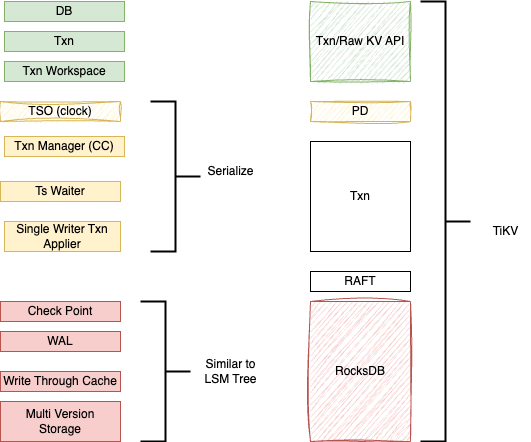 DB
Txn
Txn Workspace
TSO (clock)
Txn Manager (CC)
Ts Waiter
Single Writer Txn
Applier
Serialize
Check Point
WAL
Write Through Cache
Multi Version
Storage
Similar to
LSM Tree
Txn/Raw KV API
PD
Txn
RAFT
RocksDB
TiKV